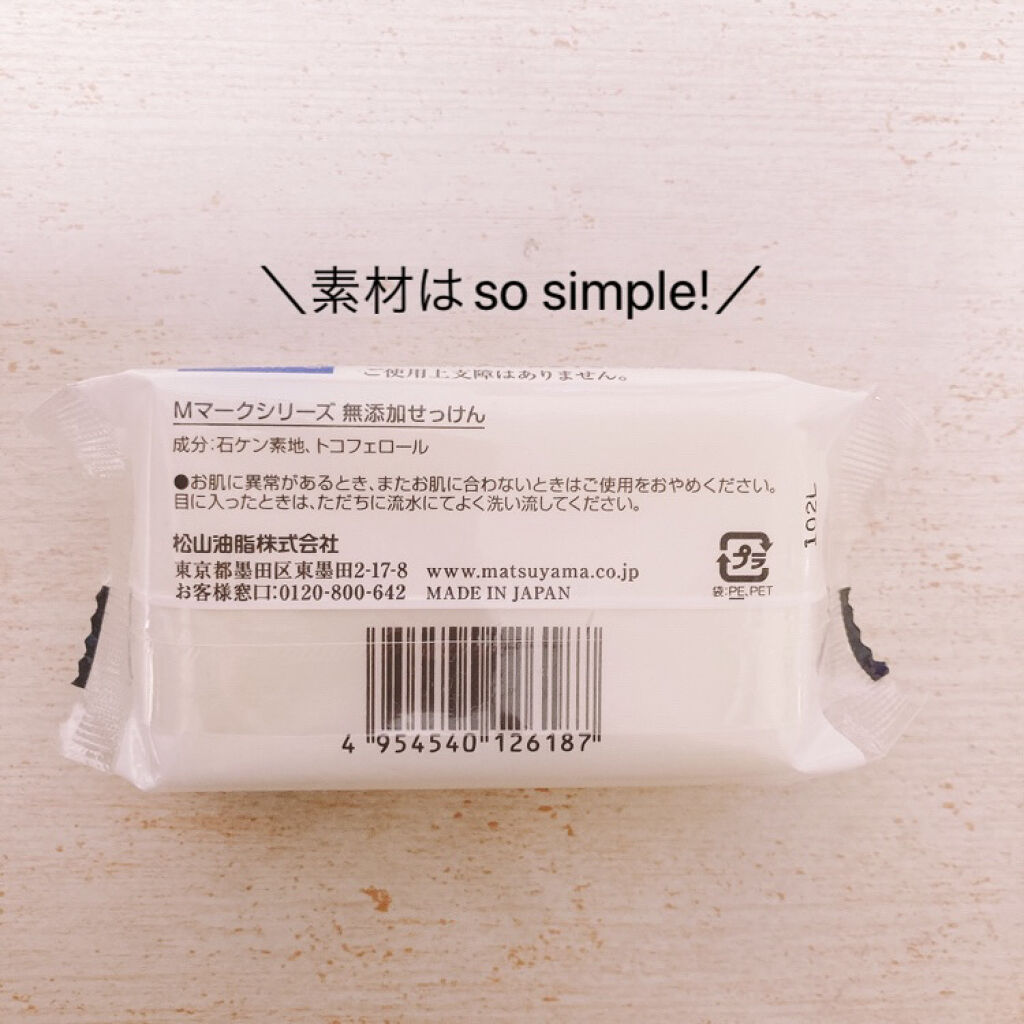 ＼素材はso simple!／
ご使用上支障はありません。
Mマークシリーズ 無添加せっけん
成分:石ケン素地、トコフェロール
●お肌に異常があるとき、またお肌に合わないときはご使用をおやめください。
目に入ったときは、ただちに流水にてよく洗い流してください。
松山油脂株式会社
東京都墨田区東墨田2-17-8 www.matsuyama.co.jp
お客様窓口:0120-800-642 MADE IN JAPAN
プラ
袋:PE、PET
102L
4 "954540"126187"